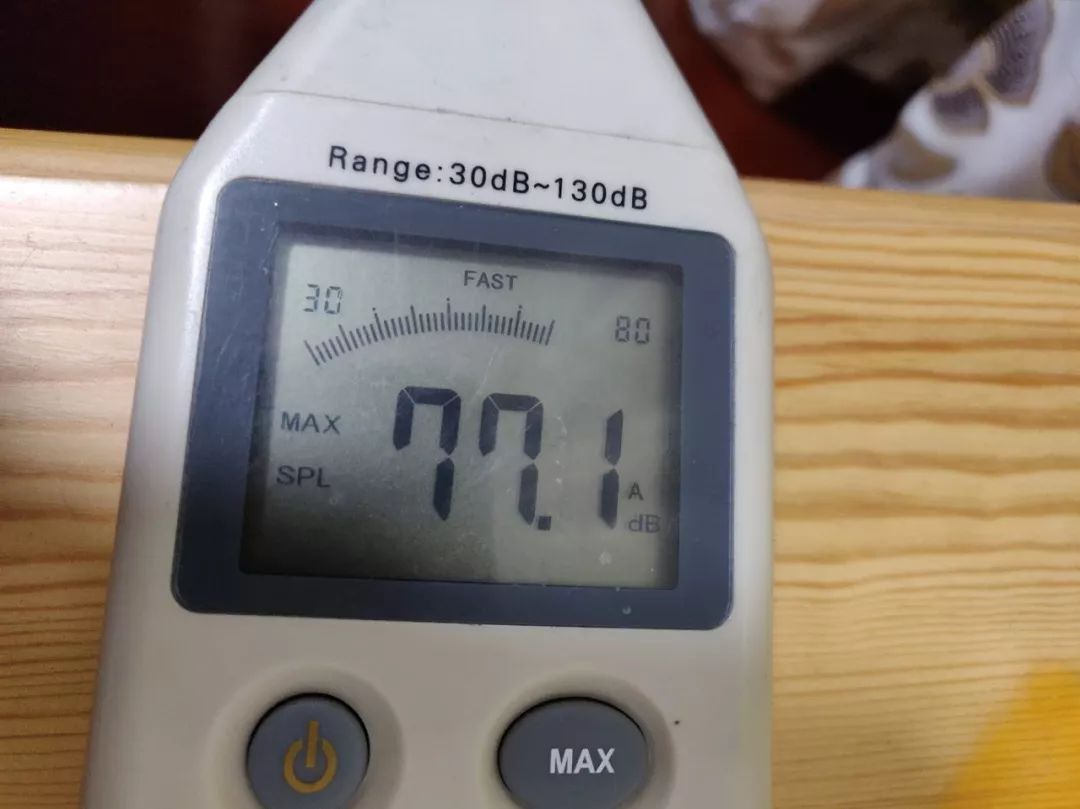 Range:30dB~130dB
FAST
30 80
MAX
77.1
SPL
A
dB
MAX